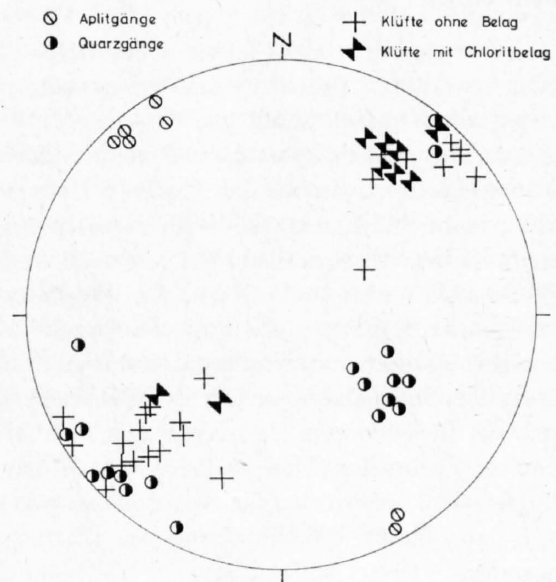 Aplitgänge
Quarzgänge
Klüfte ohne Belag
Klüfte mit Chloritbelag
N